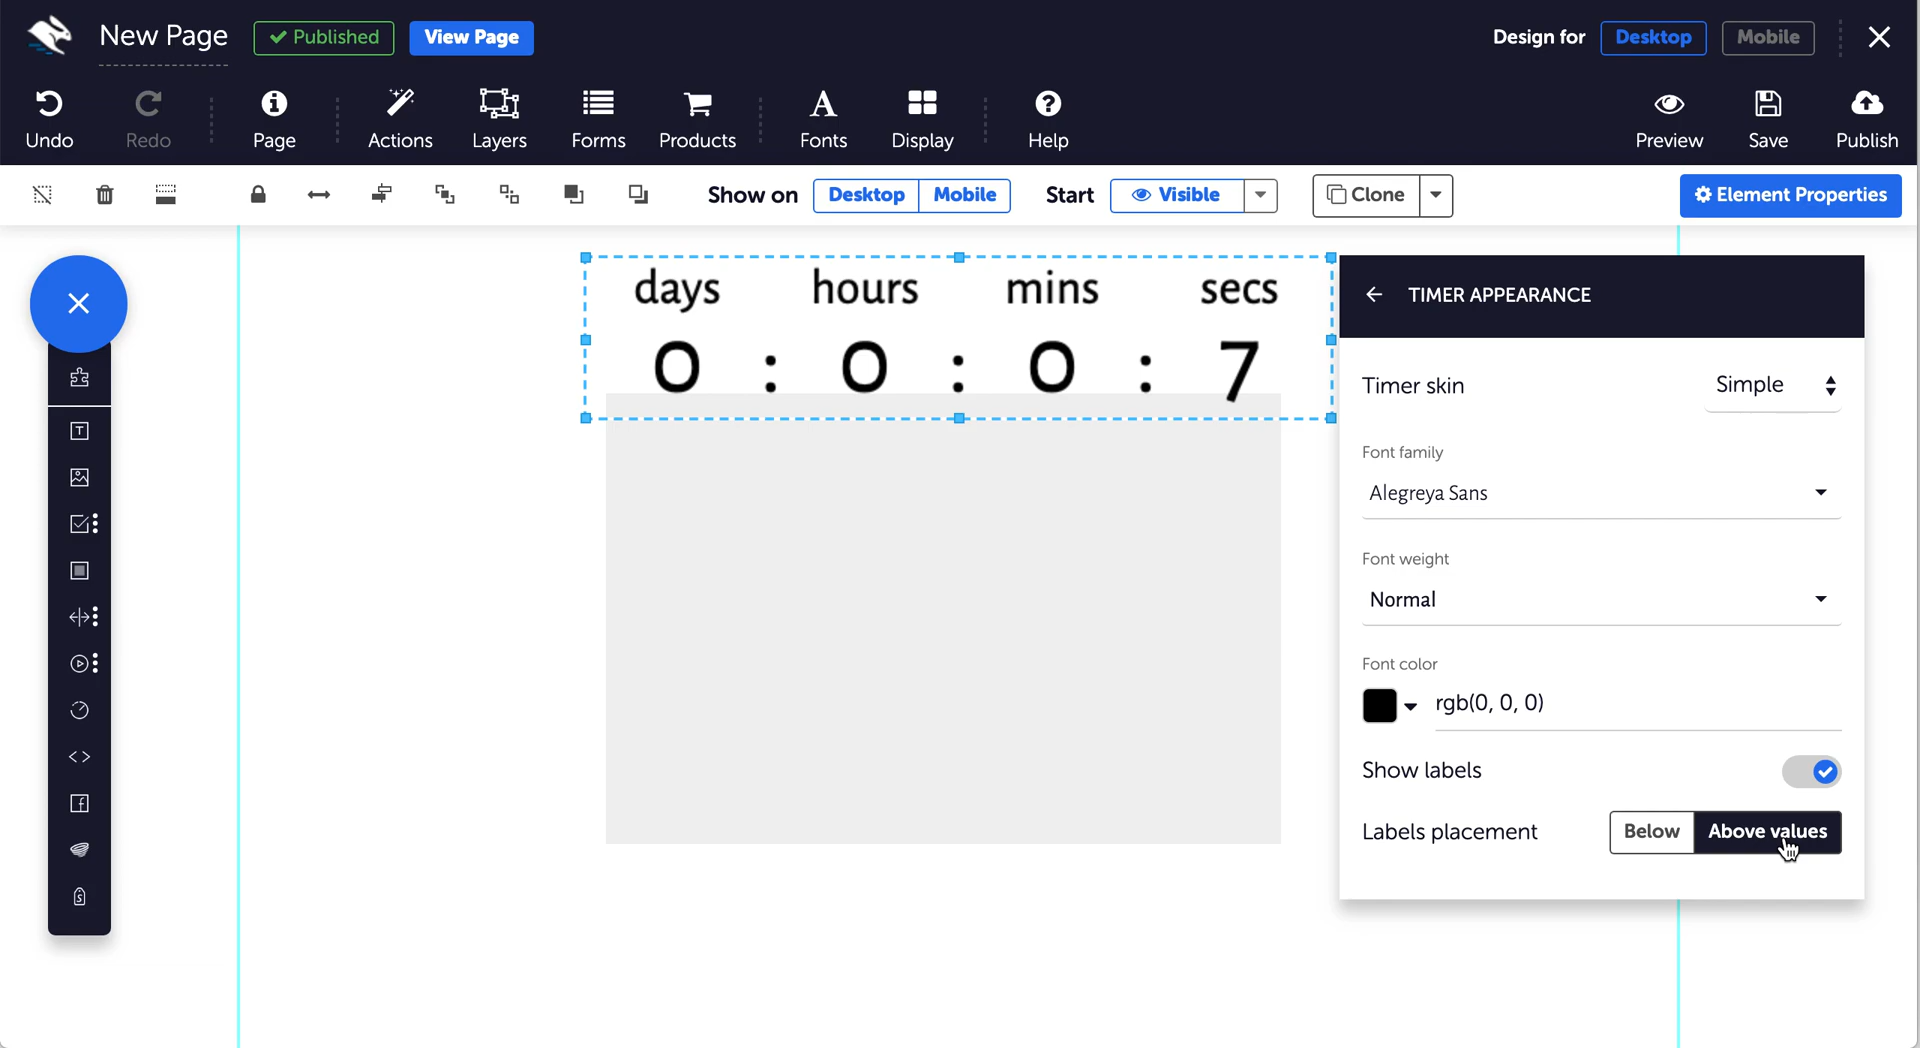 New Page
Published
View Page
Design for
Desktop
Mobile
Undo
Redo
Page
Actions
Layers
Forms
Products
Fonts
Display
Help
Preview
Save
Publish
Show on
Desktop
Mobile
Start
Visible
Clone
Element Properties
days hours mins secs
0 : 0 : 0 : 7
TIMER APPEARANCE
Timer skin
Simple
Font family
Alegreya Sans
Font weight
Normal
Font color
rgb(0, 0, 0)
Show labels
Labels placement
Below
Above values